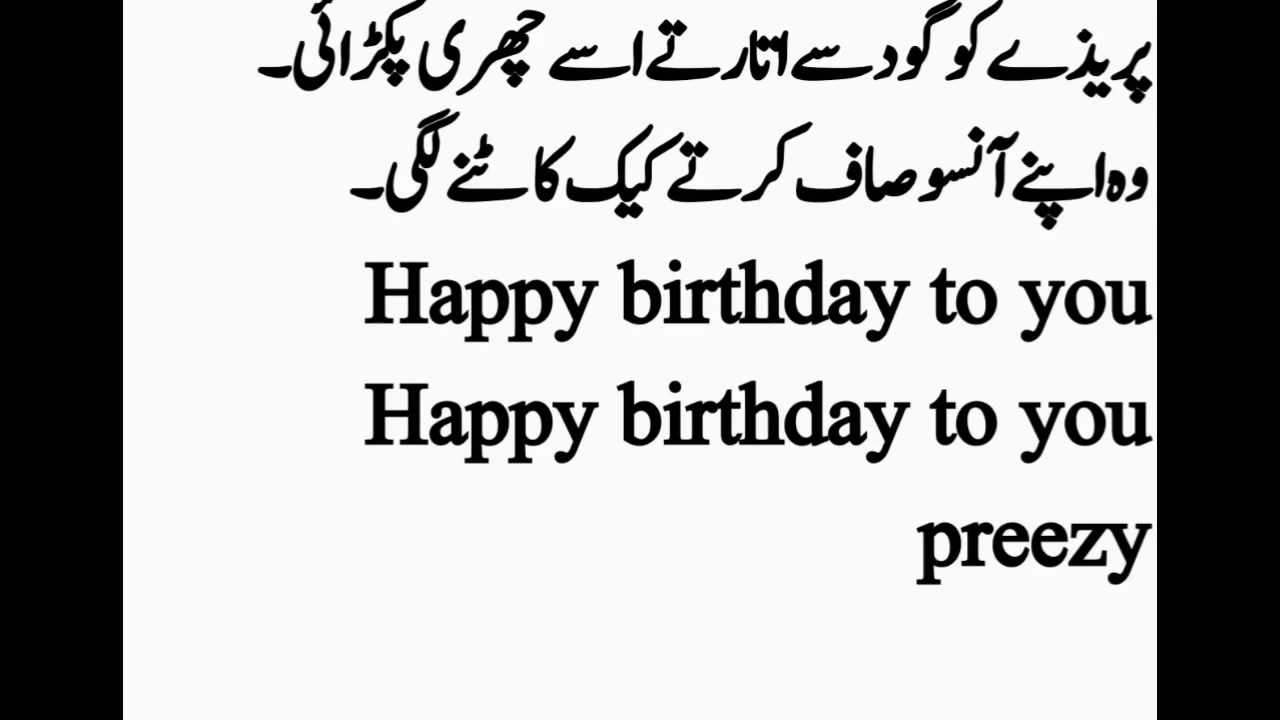 پریذے کو گود سے اتارتے اسے چھری پکڑائی۔
وہ اپنے آنسو صاف کرتے کیک کاٹنے لگی۔
Happy birthday to you
Happy birthday to you
preezy